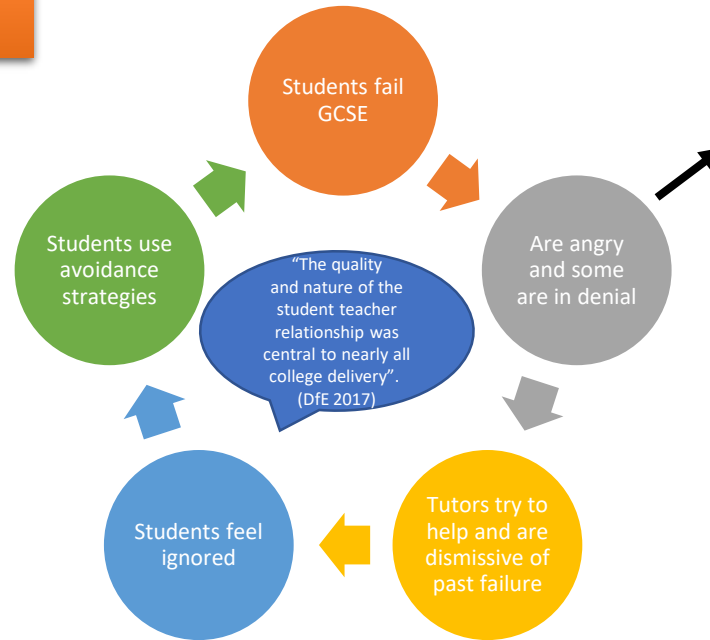 Students fail
GCSE
Are angry
and some
are in denial
Tutors try to
help and are
dismissive of
past failure
Students feel
ignored
Students use
avoidance
strategies
“The quality
and nature of the
student teacher
relationship was
central to nearly all
college delivery”.
(DfE 2017)